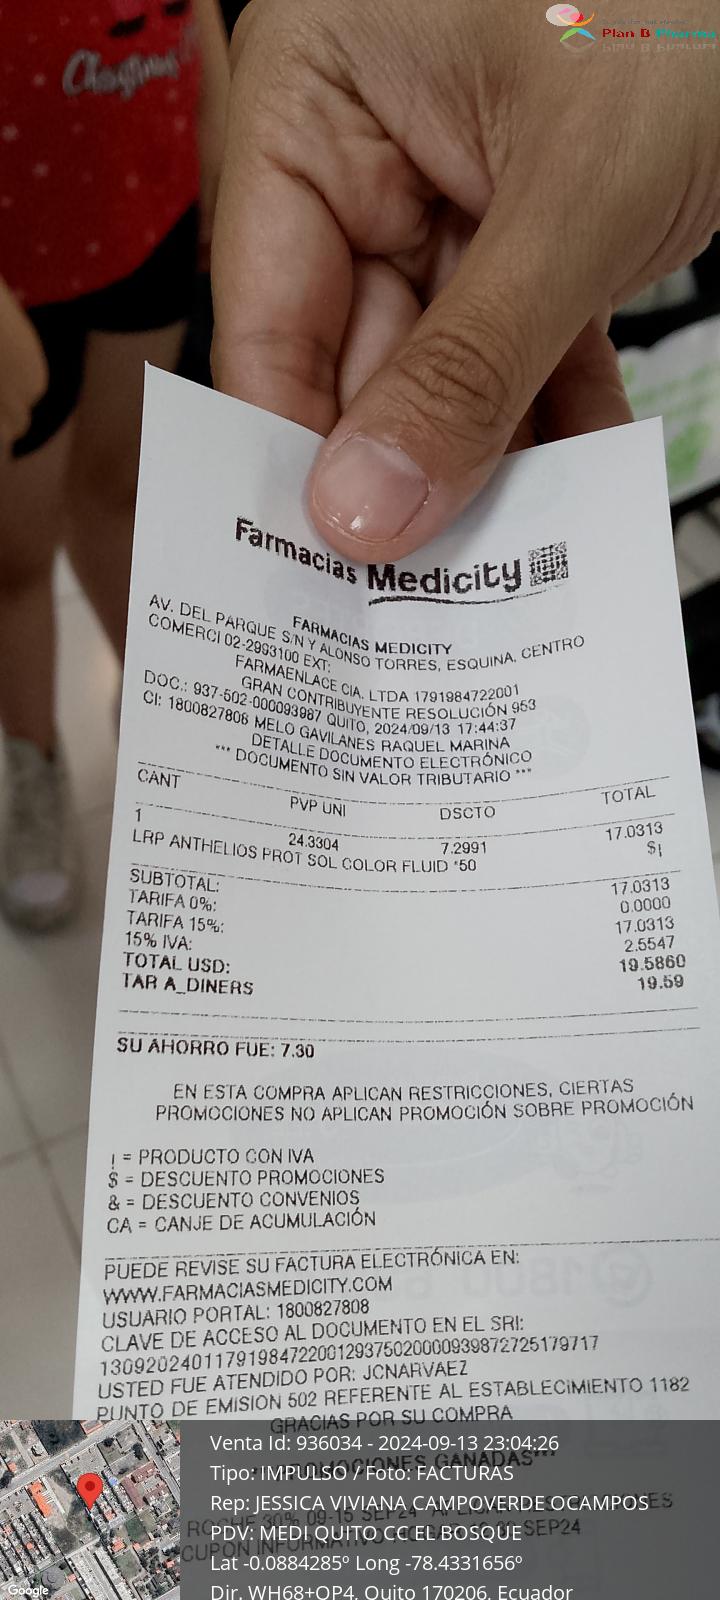 Plan B Pharma
Farmacias Medicity
FARMACIAS MEDICITY
AV. DEL PARQUE S/N Y ALONSO TORRES, ESQUINA, CENTRO
COMERCI 02-2993100 EXT:
FARMAENLACE CIA. LTDA 1791984722001
GRAN CONTRIBUYENTE RESOLUCIÓN 953
DOC.: 937-502-000093987 QUITO, 2024/09/13 17:44:37
CI: 1800827808 MELO GAVILANES RAQUEL MARINA
DETALLE DOCUMENTO ELECTRÓNICO
*** DOCUMENTO SIN VALOR TRIBUTARIO ***
CANT PVP UNI DSCTO TOTAL
1 24.3304 7.2991 17.0313
LRP ANTHELIOS PROT SOL COLOR FLUID *50 $¡
SUBTOTAL: 17.0313
TARIFA 0%: 0.0000
TARIFA 15%: 17.0313
15% IVA: 2.5547
TOTAL USD: 19.5860
TAR A_DINERS 19.59
SU AHORRO FUE: 7.30
EN ESTA COMPRA APLICAN RESTRICCIONES, CIERTAS
PROMOCIONES NO APLICAN PROMOCIÓN SOBRE PROMOCIÓN
¡ = PRODUCTO CON IVA
$ = DESCUENTO PROMOCIONES
& = DESCUENTO CONVENIOS
CA = CANJE DE ACUMULACIÓN
PUEDE REVISE SU FACTURA ELECTRÓNICA EN:
WWW.FARMACIASMEDICITY.COM
USUARIO PORTAL: 1800827808
CLAVE DE ACCESO AL DOCUMENTO EN EL SRI:
1309202401179198472200129375020000939872725179717
USTED FUE ATENDIDO POR: JCNARVAEZ
PUNTO DE EMISION 502 REFERENTE AL ESTABLECIMIENTO 1182
GRACIAS POR SU COMPRA
Venta Id: 936034 - 2024-09-13 23:04:26
Tipo: IMPULSO / Foto: FACTURAS
Rep: JESSICA VIVIANA CAMPOVERDE OCAMPOS
PDV: MEDI QUITO CC EL BOSQUE
Lat -0.0884285º Long -78.4331656º
Dir. WH68+QP4, Quito 170206, Ecuador
Google